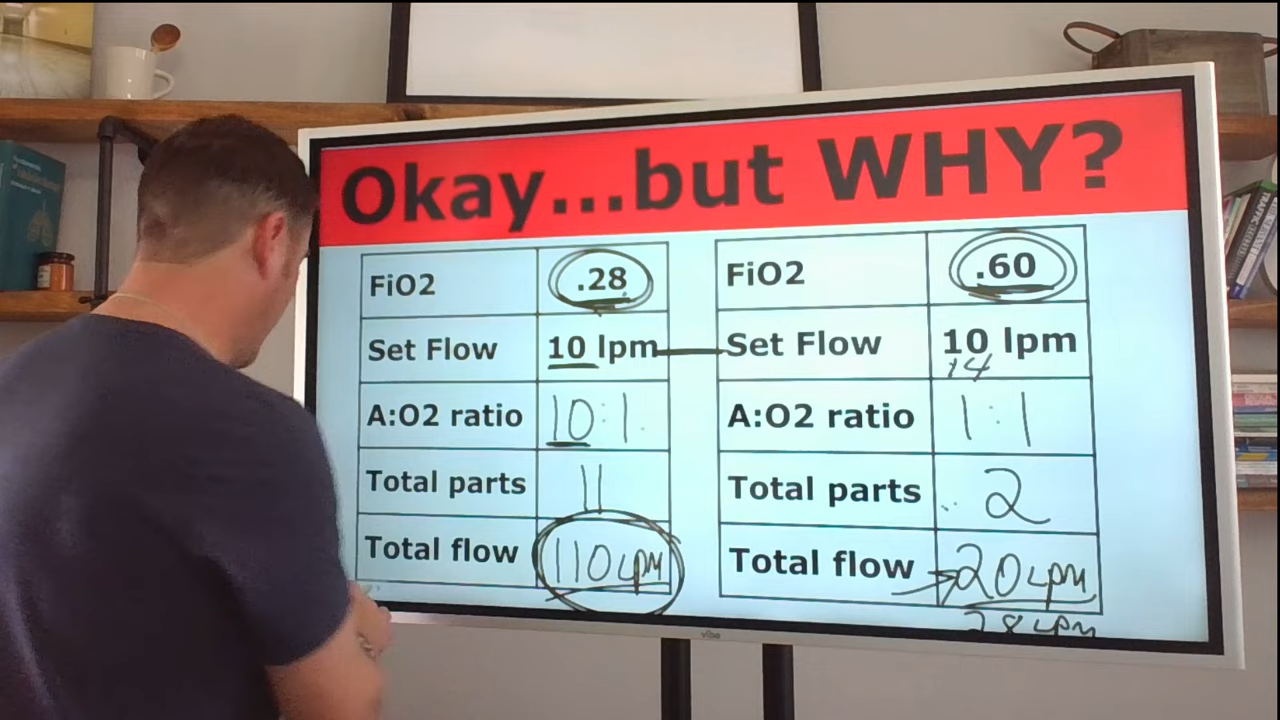 Okay...but WHY?
FiO2 .28
Set Flow 10 lpm
A:O2 ratio 10:1
Total parts 11
Total flow 110 LPM
FiO2 .60
Set Flow 10 lpm
14
A:O2 ratio 1:1
Total parts 2
Total flow 20 LPM
28 LPM
vibe
TRAFFIC